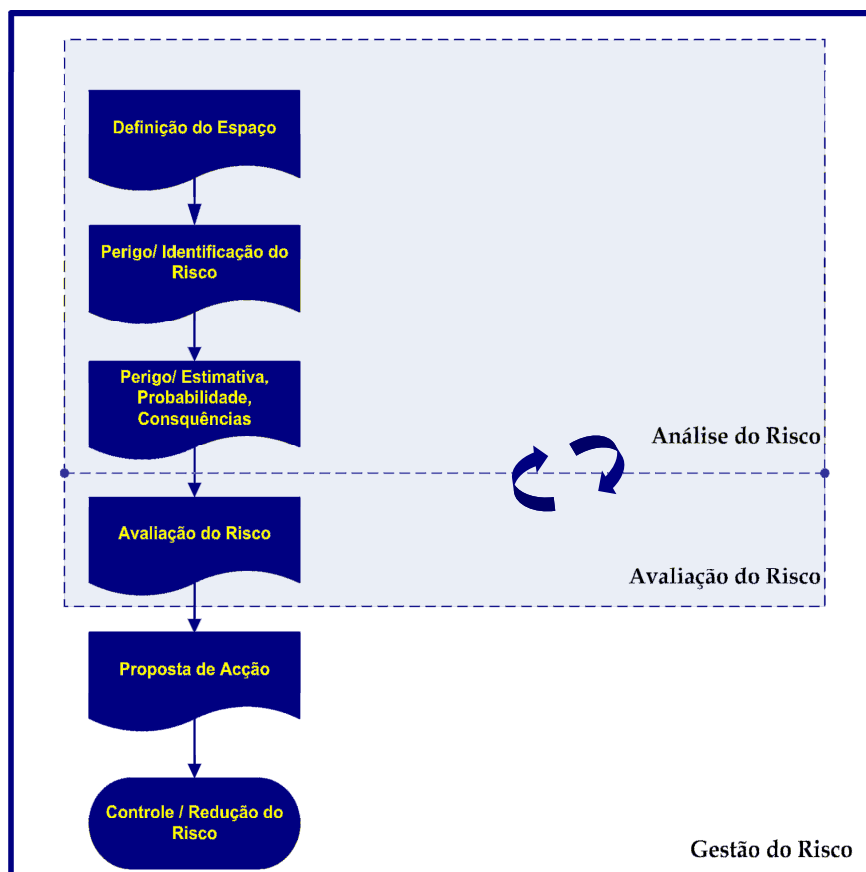 Definição do Espaço
Perigo/ Identificação do
Risco
Perigo/ Estimativa,
Probabilidade,
Consquências
Análise do Risco
Avaliação do Risco
Avaliação do Risco
Proposta de Acção
Controle / Redução do
Risco
Gestão do Risco